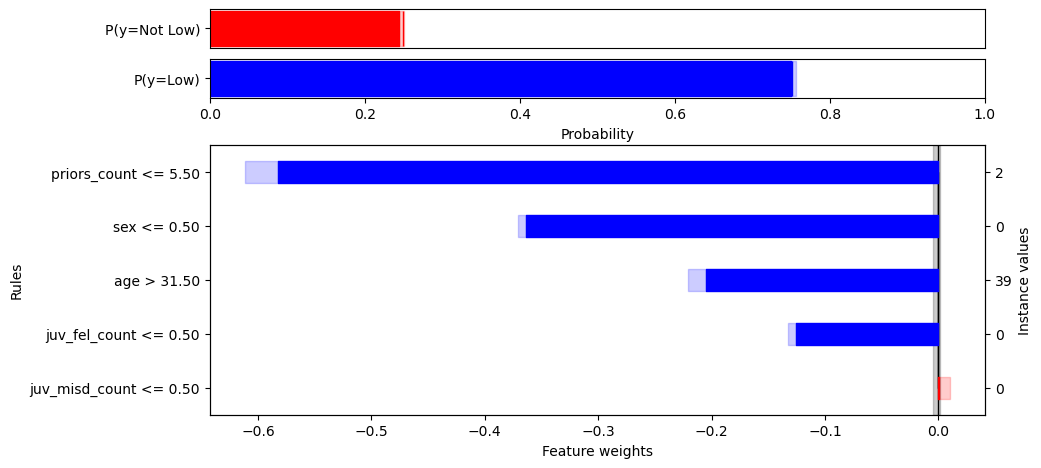 P(y=Not Low)
P(y=Low)
0.0 0.2 0.4 0.6 0.8 1.0
Probability
priors_count <= 5.50 2
sex <= 0.50 0
age > 31.50 39
juv_fel_count <= 0.50 0
juv_misd_count <= 0.50 0
Rules
Instance values
−0.6 −0.5 −0.4 −0.3 −0.2 −0.1 0.0
Feature weights